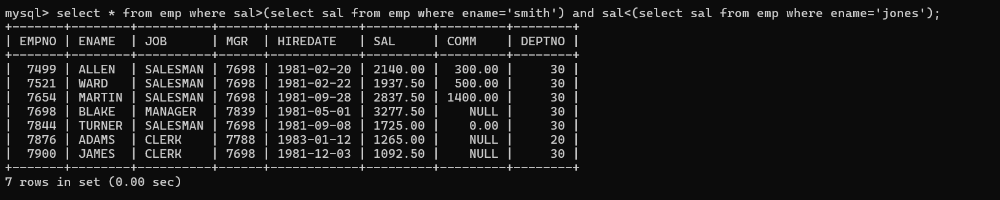 mysql> select * from emp where sal>(select sal from emp where ename='smith') and sal<(select sal from emp where ename='jones');
+-------+--------+----------+------+------------+---------+---------+--------+
| EMPNO | ENAME  | JOB      | MGR  | HIREDATE   | SAL     | COMM    | DEPTNO |
+-------+--------+----------+------+------------+---------+---------+--------+
|  7499 | ALLEN  | SALESMAN | 7698 | 1981-02-20 | 2140.00 |  300.00 |     30 |
|  7521 | WARD   | SALESMAN | 7698 | 1981-02-22 | 1937.50 |  500.00 |     30 |
|  7654 | MARTIN | SALESMAN | 7698 | 1981-09-28 | 2837.50 | 1400.00 |     30 |
|  7698 | BLAKE  | MANAGER  | 7839 | 1981-05-01 | 3277.50 |    NULL |     30 |
|  7844 | TURNER | SALESMAN | 7698 | 1981-09-08 | 1725.00 |    0.00 |     30 |
|  7876 | ADAMS  | CLERK    | 7788 | 1983-01-12 | 1265.00 |    NULL |     20 |
|  7900 | JAMES  | CLERK    | 7698 | 1981-12-03 | 1092.50 |    NULL |     30 |
+-------+--------+----------+------+------------+---------+---------+--------+
7 rows in set (0.00 sec)